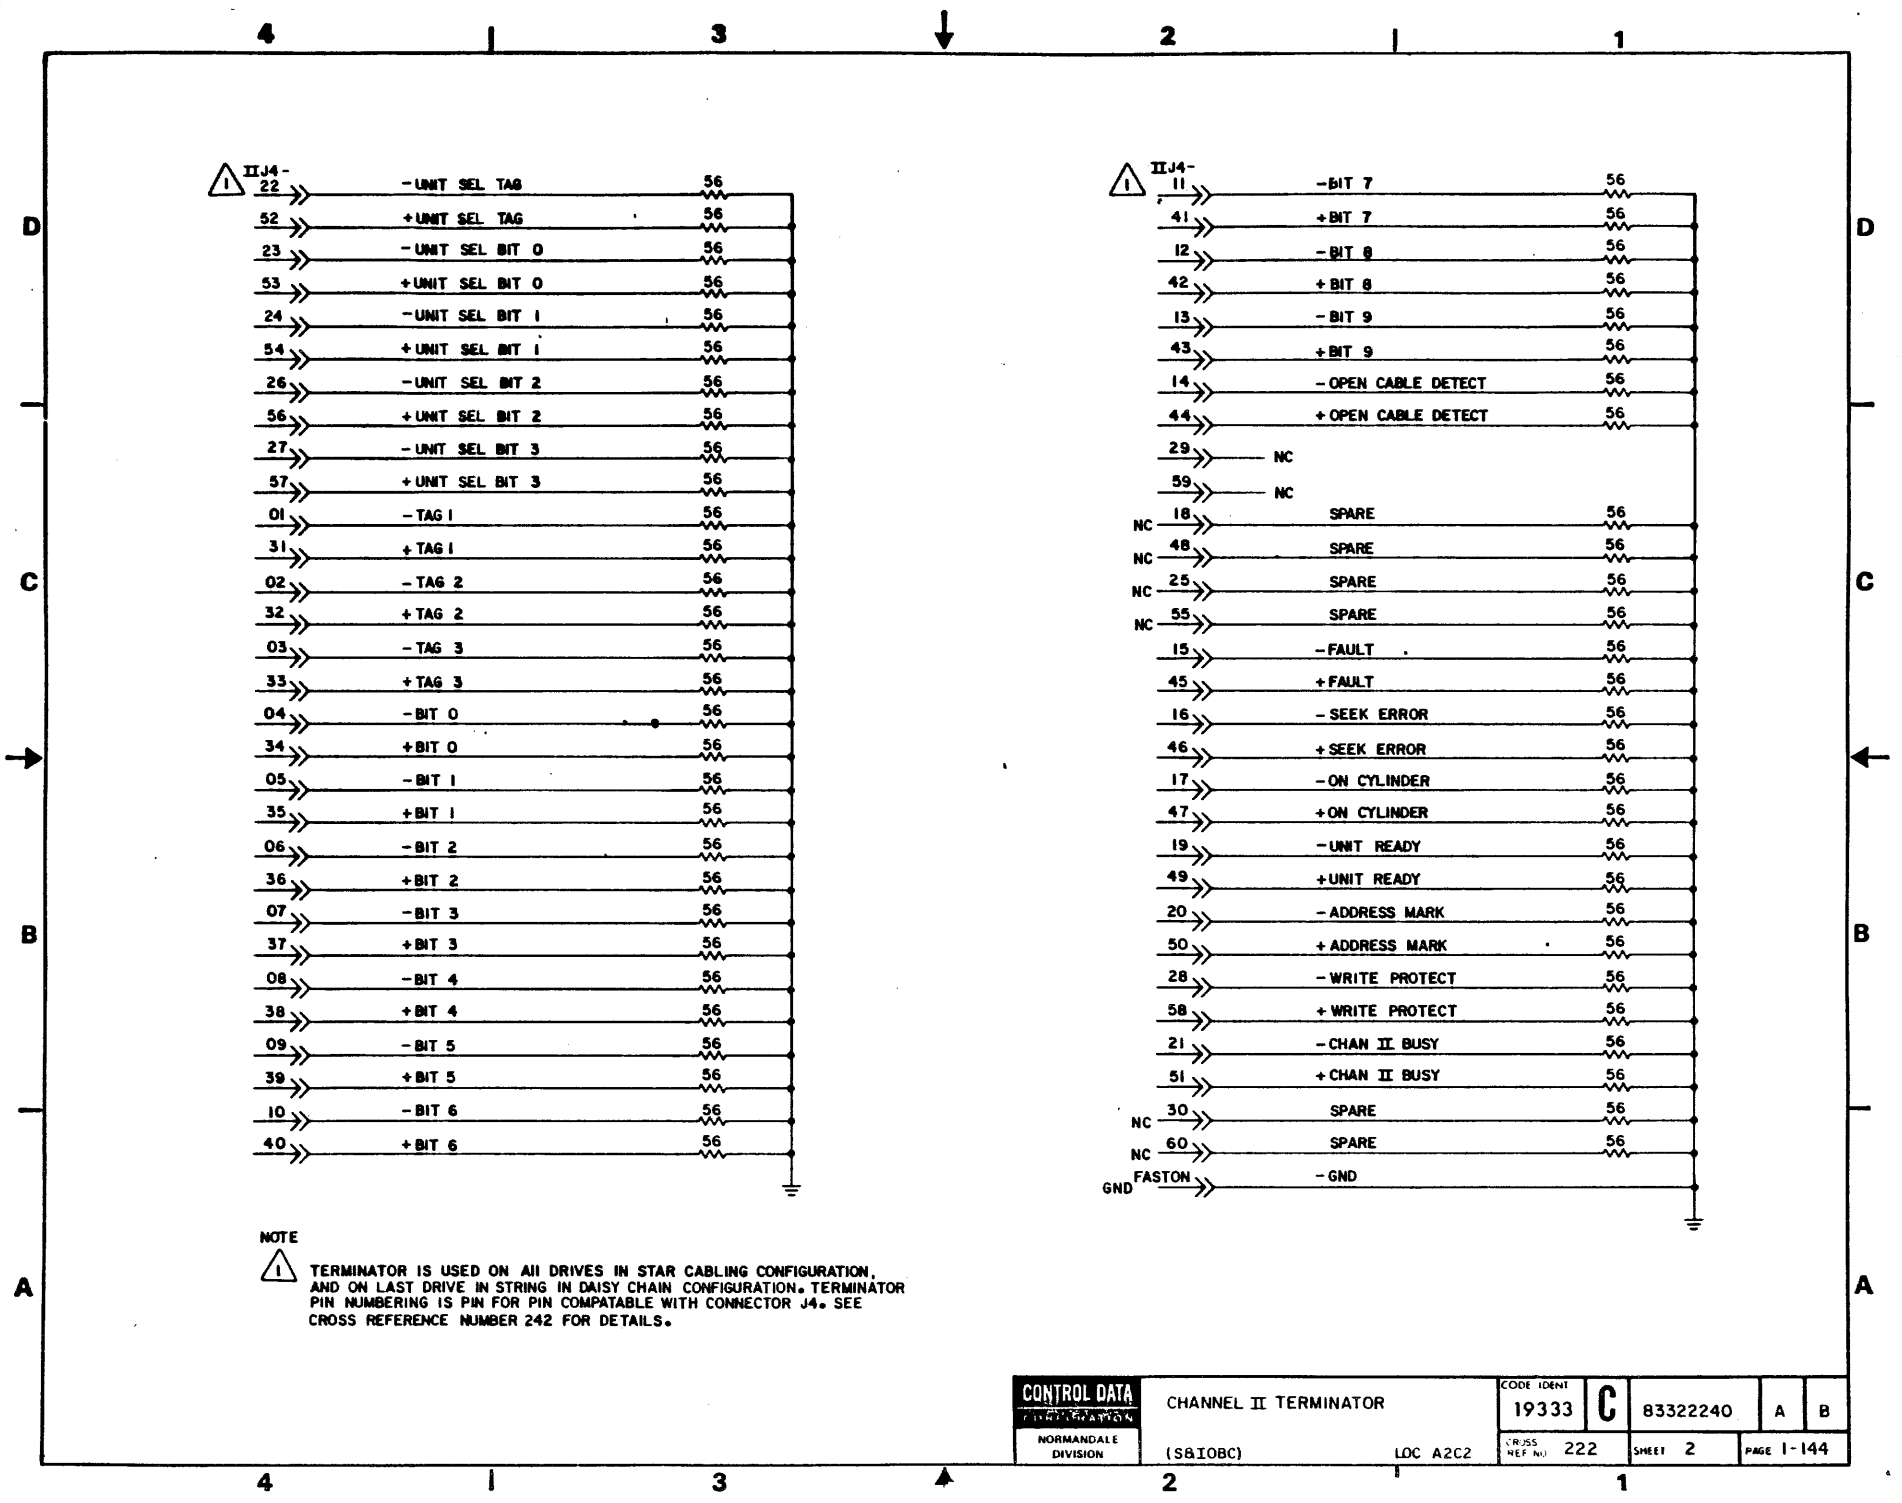 4 3 2 1
IIJ4-
1 22 -UNIT SEL TAG 56
52 +UNIT SEL TAG 56
23 -UNIT SEL BIT 0 56
53 +UNIT SEL BIT 0 56
24 -UNIT SEL BIT 1 56
54 +UNIT SEL BIT 1 56
26 -UNIT SEL BIT 2 56
56 +UNIT SEL BIT 2 56
27 -UNIT SEL BIT 3 56
57 +UNIT SEL BIT 3 56
01 -TAG 1 56
31 +TAG 1 56
02 -TAG 2 56
32 +TAG 2 56
03 -TAG 3 56
33 +TAG 3 56
04 -BIT 0 56
34 +BIT 0 56
05 -BIT 1 56
35 +BIT 1 56
06 -BIT 2 56
36 +BIT 2 56
07 -BIT 3 56
37 +BIT 3 56
08 -BIT 4 56
38 +BIT 4 56
09 -BIT 5 56
39 +BIT 5 56
10 -BIT 6 56
40 +BIT 6 56
IIJ4-
1 11 -BIT 7 56
41 +BIT 7 56
12 -BIT 8 56
42 +BIT 8 56
13 -BIT 9 56
43 +BIT 9 56
14 -OPEN CABLE DETECT 56
44 +OPEN CABLE DETECT 56
29 NC
59 NC
NC 18 SPARE 56
NC 48 SPARE 56
NC 25 SPARE 56
NC 55 SPARE 56
15 -FAULT 56
45 +FAULT 56
16 -SEEK ERROR 56
46 +SEEK ERROR 56
17 -ON CYLINDER 56
47 +ON CYLINDER 56
19 -UNIT READY 56
49 +UNIT READY 56
20 -ADDRESS MARK 56
50 +ADDRESS MARK 56
28 -WRITE PROTECT 56
58 +WRITE PROTECT 56
21 -CHAN II BUSY 56
51 +CHAN II BUSY 56
NC 30 SPARE 56
NC 60 SPARE 56
GND FASTON -GND
D D
C C
B B
A A
NOTE
1 TERMINATOR IS USED ON All DRIVES IN STAR CABLING CONFIGURATION,
AND ON LAST DRIVE IN STRING IN DAISY CHAIN CONFIGURATION. TERMINATOR
PIN NUMBERING IS PIN FOR PIN COMPATABLE WITH CONNECTOR J4. SEE
CROSS REFERENCE NUMBER 242 FOR DETAILS.
CONTROL DATA
CORPORATION
NORMANDALE
DIVISION
CHANNEL II TERMINATOR
(S&IOBC) LOC A2C2
CODE IDENT
19333 C 83322240 A B
CROSS REF NO 222 SHEET 2 PAGE 1-144
4 3 2 1